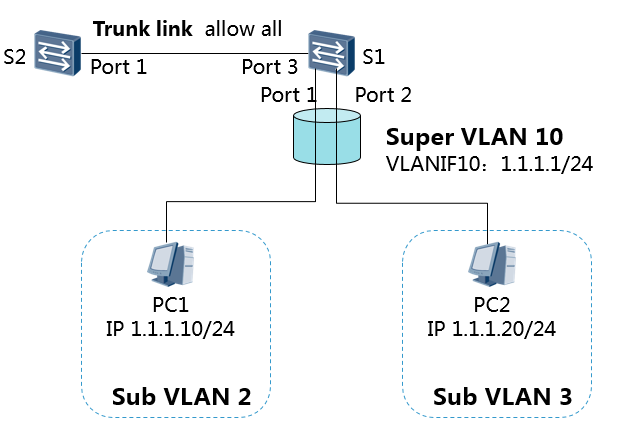 Trunk link allow all
S2
S1
Port 1
Port 3
Port 1
Port 2
Super VLAN 10
VLANIF10：1.1.1.1/24
PC1
IP 1.1.1.10/24
Sub VLAN 2
PC2
IP 1.1.1.20/24
Sub VLAN 3